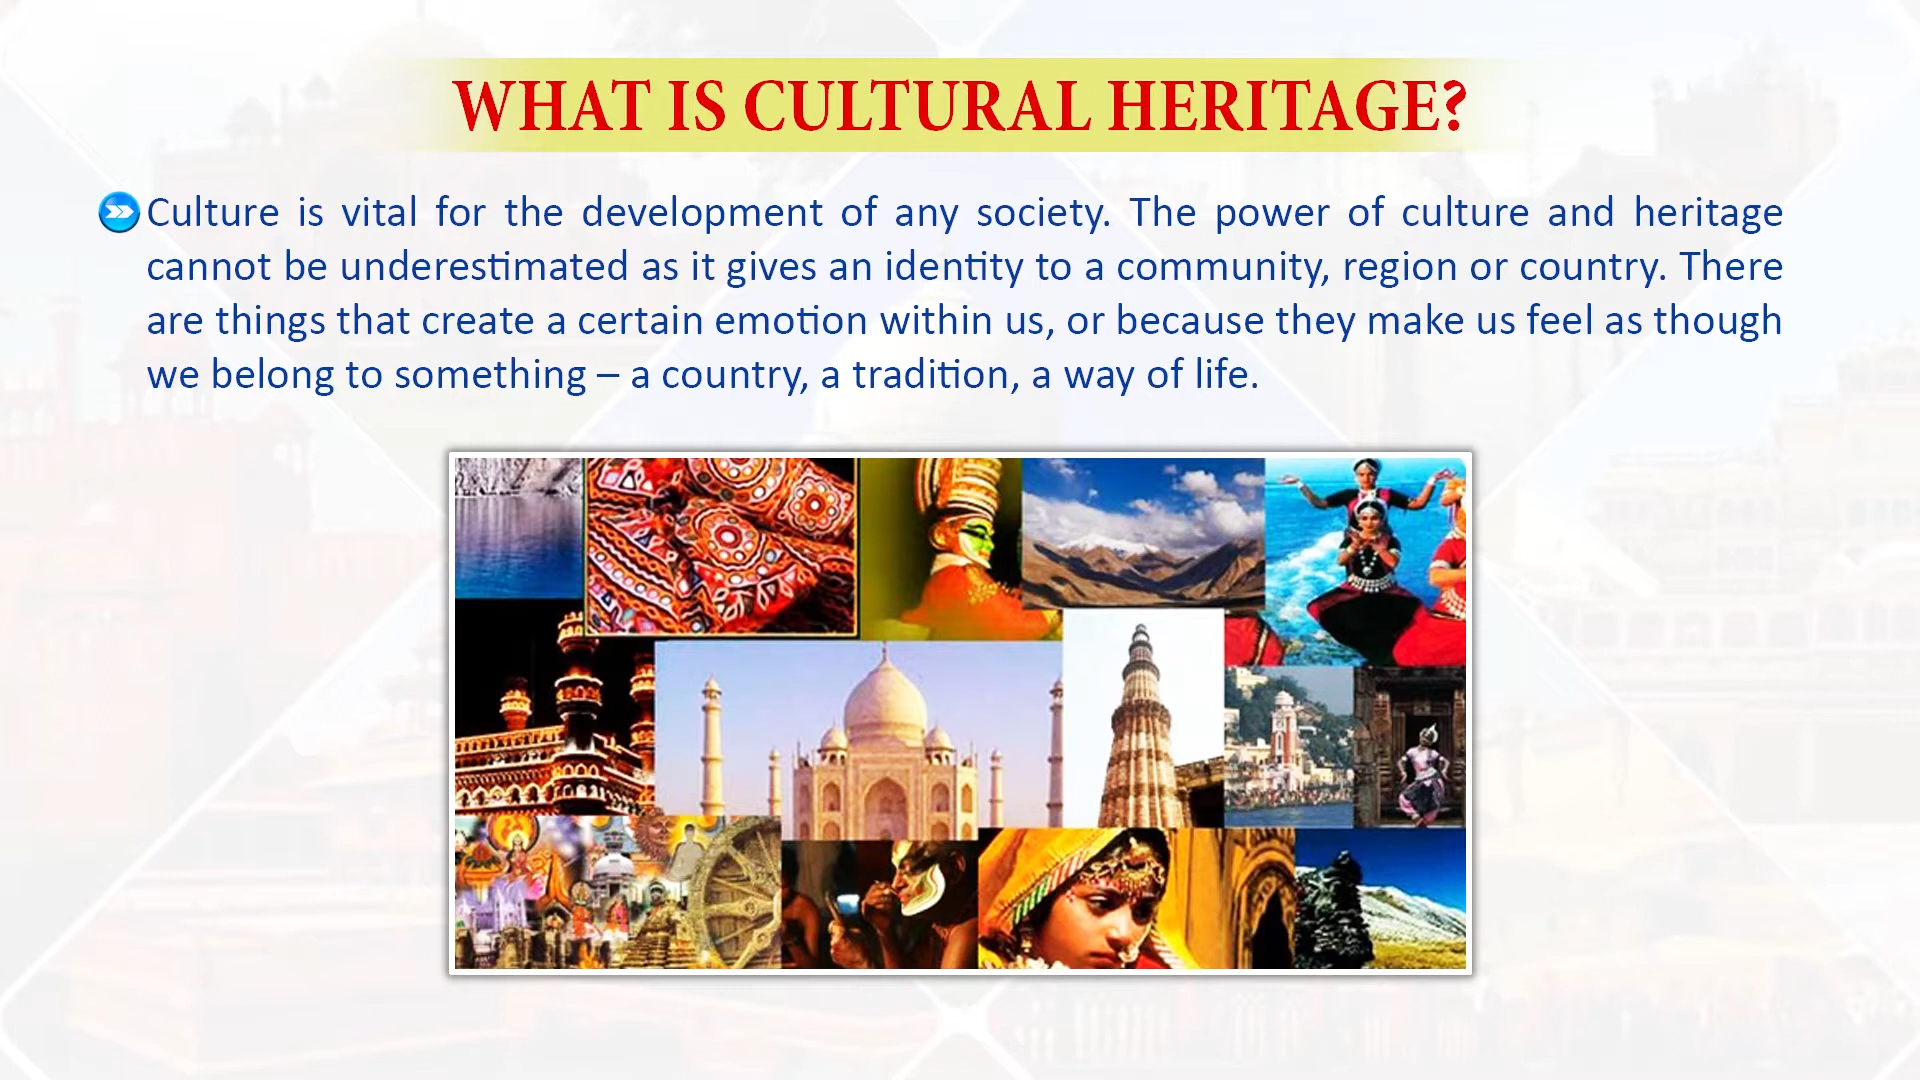 WHAT IS CULTURAL HERITAGE?
Culture is vital for the development of any society. The power of culture and heritage
cannot be underestimated as it gives an identity to a community, region or country. There
are things that create a certain emotion within us, or because they make us feel as though
we belong to something – a country, a tradition, a way of life.